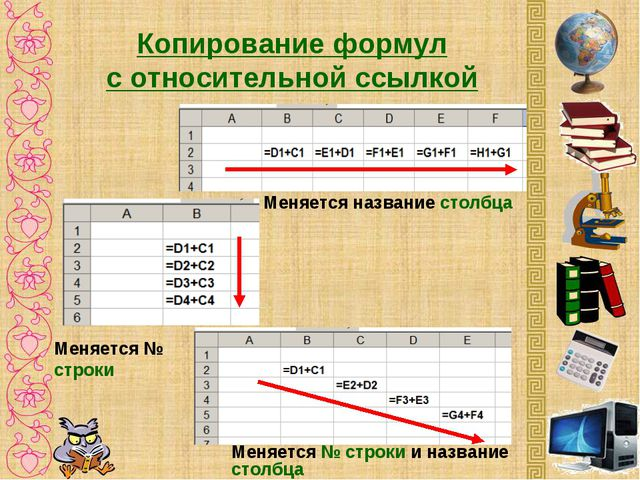 Копирование формул
с относительной ссылкой
A B C D E F
1
2 =D1+C1 =E1+D1 =F1+E1 =G1+F1 =H1+G1
3
4
Меняется название столбца
A B
1
2 =D1+C1
3 =D2+C2
4 =D3+C3
5 =D4+C4
6
Меняется №
строки
A B C D E
1
2 =D1+C1
3 =E2+D2
4 =F3+E3
5 =G4+F4
6
7
Меняется № строки и название
столбца